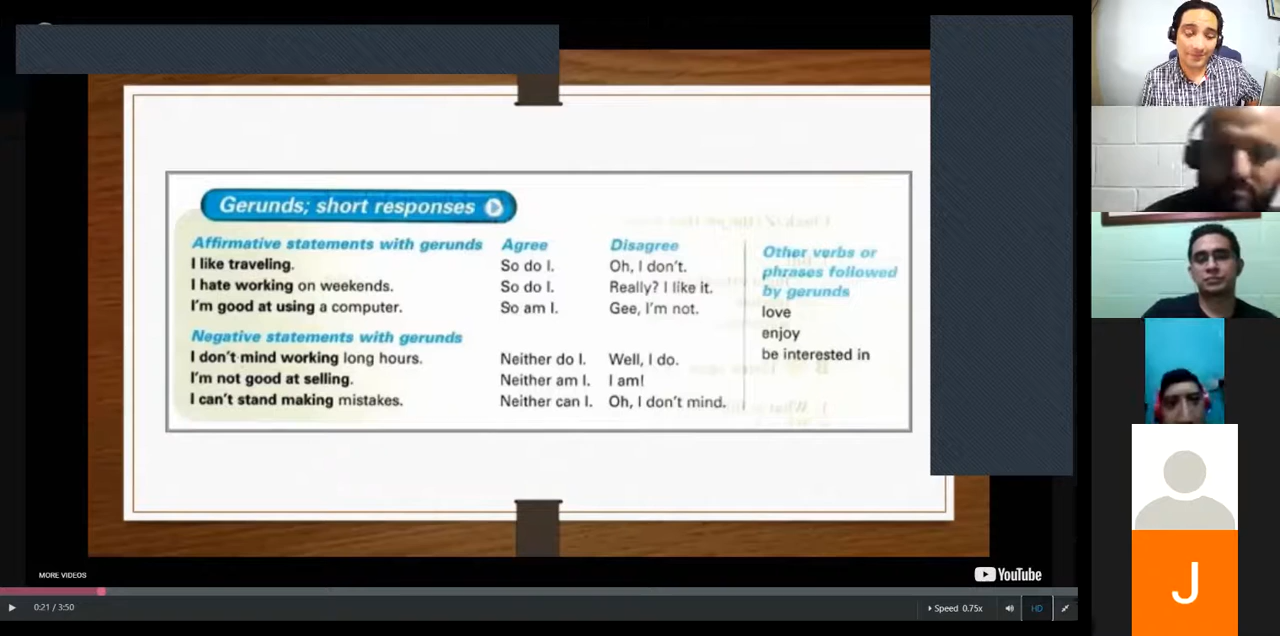 Gerunds; short responses
Affirmative statements with gerunds Agree Disagree
I like traveling. So do I. Oh, I don't.
I hate working on weekends. So do I. Really? I like it.
I'm good at using a computer. So am I. Gee, I'm not.
Negative statements with gerunds
I don't mind working long hours. Neither do I. Well, I do.
I'm not good at selling. Neither am I. I am!
I can't stand making mistakes. Neither can I. Oh, I don't mind.
Other verbs or
phrases followed
by gerunds
love
enjoy
be interested in
MORE VIDEOS
YouTube
0:21 / 3:50
Speed 0.75x
HD
J